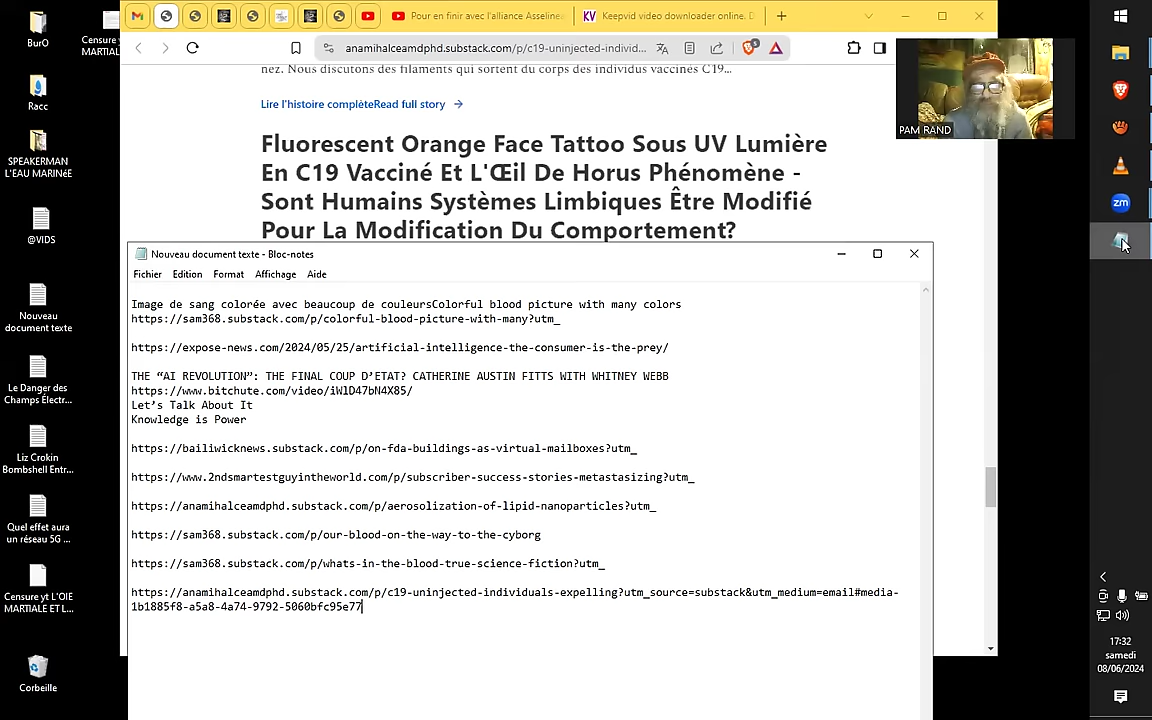 BurO
Censure y
MARTIALE
Racc
SPEAKERMAN
L'EAU MARINéE
@VIDS
Nouveau
document texte
Le Danger des
Champs Électr...
Liz Crokin
Bombshell Entr...
Quel effet aura
un réseau 5G ...
Censure yt L'OIE
MARTIALE ET L...
Corbeille
Pour en finir avec l'alliance Asseline
KV Keepvid video downloader online. D
anamihalceamdphd.substack.com/p/c19-uninjected-individ...
nez. Nous discutons des filaments qui sortent du corps des individus vaccinés C19...
Lire l'histoire complèteRead full story →
Fluorescent Orange Face Tattoo Sous UV Lumière
En C19 Vacciné Et L'Œil De Horus Phénomène -
Sont Humains Systèmes Limbiques Être Modifié
Pour La Modification Du Comportement?
Nouveau document texte - Bloc-notes
Fichier Edition Format Affichage Aide
Image de sang colorée avec beaucoup de couleursColorful blood picture with many colors
https://sam368.substack.com/p/colorful-blood-picture-with-many?utm_
https://expose-news.com/2024/05/25/artificial-intelligence-the-consumer-is-the-prey/
THE “AI REVOLUTION”: THE FINAL COUP D’ETAT? CATHERINE AUSTIN FITTS WITH WHITNEY WEBB
https://www.bitchute.com/video/iWlD47bN4X85/
Let’s Talk About It
Knowledge is Power
https://bailiwicknews.substack.com/p/on-fda-buildings-as-virtual-mailboxes?utm_
https://www.2ndsmartestguyintheworld.com/p/subscriber-success-stories-metastasizing?utm_
https://anamihalceamdphd.substack.com/p/aerosolization-of-lipid-nanoparticles?utm_
https://sam368.substack.com/p/our-blood-on-the-way-to-the-cyborg
https://sam368.substack.com/p/whats-in-the-blood-true-science-fiction?utm_
https://anamihalceamdphd.substack.com/p/c19-uninjected-individuals-expelling?utm_source=substack&utm_medium=email#media-
1b1885f8-a5a8-4a74-9792-5060bfc95e77
PAM RAND
zm
17:32
samedi
08/06/2024